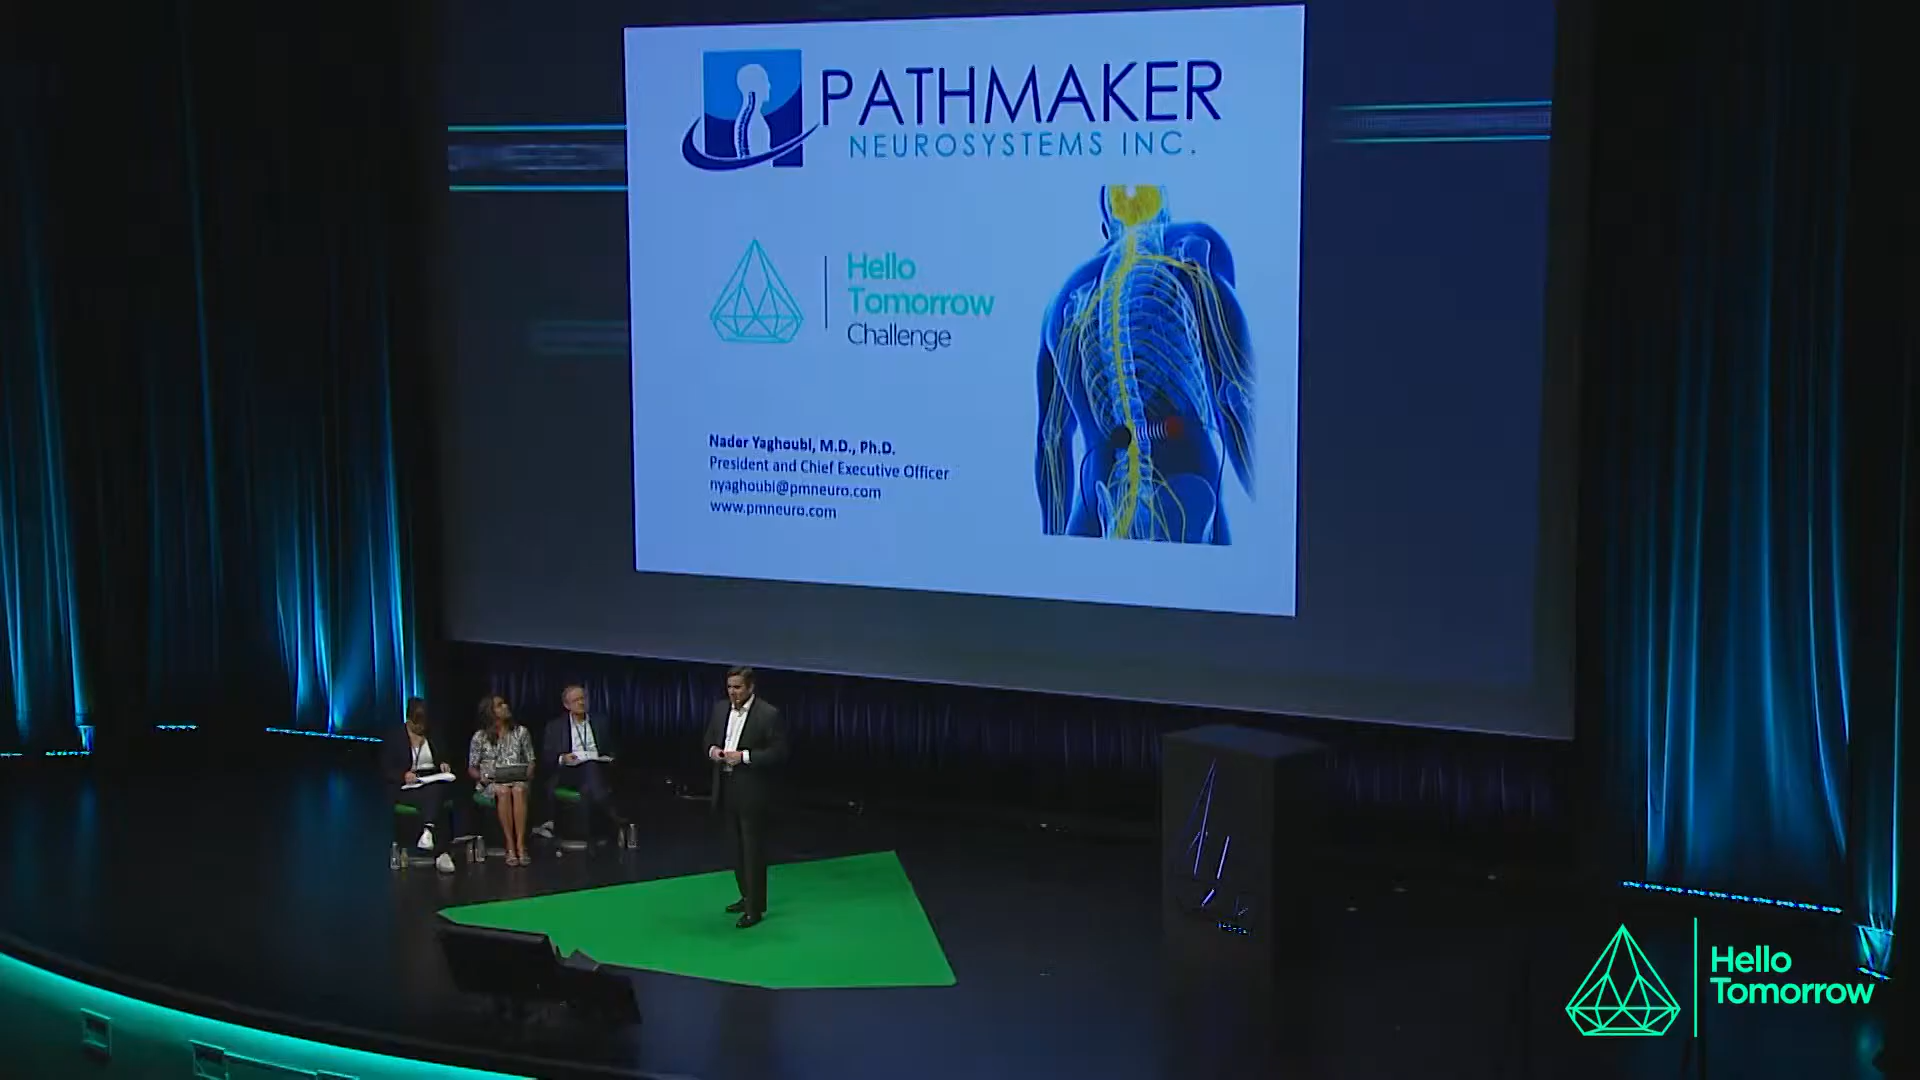 PATHMAKER
NEUROSYSTEMS INC.
Hello
Tomorrow
Challenge
Nader Yaghoubi, M.D., Ph.D.
President and Chief Executive Officer
nyaghoubi@pmneuro.com
www.pmneuro.com
Hello
Tomorrow